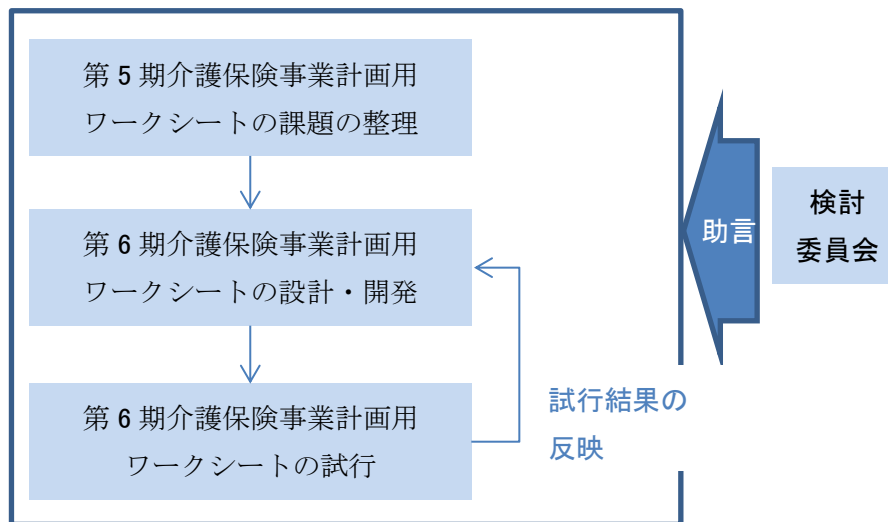 第5期介護保険事業計画用
ワークシートの課題の整理
第6期介護保険事業計画用
ワークシートの設計・開発
第6期介護保険事業計画用
ワークシートの試行
試行結果の
反映
助言
検討
委員会